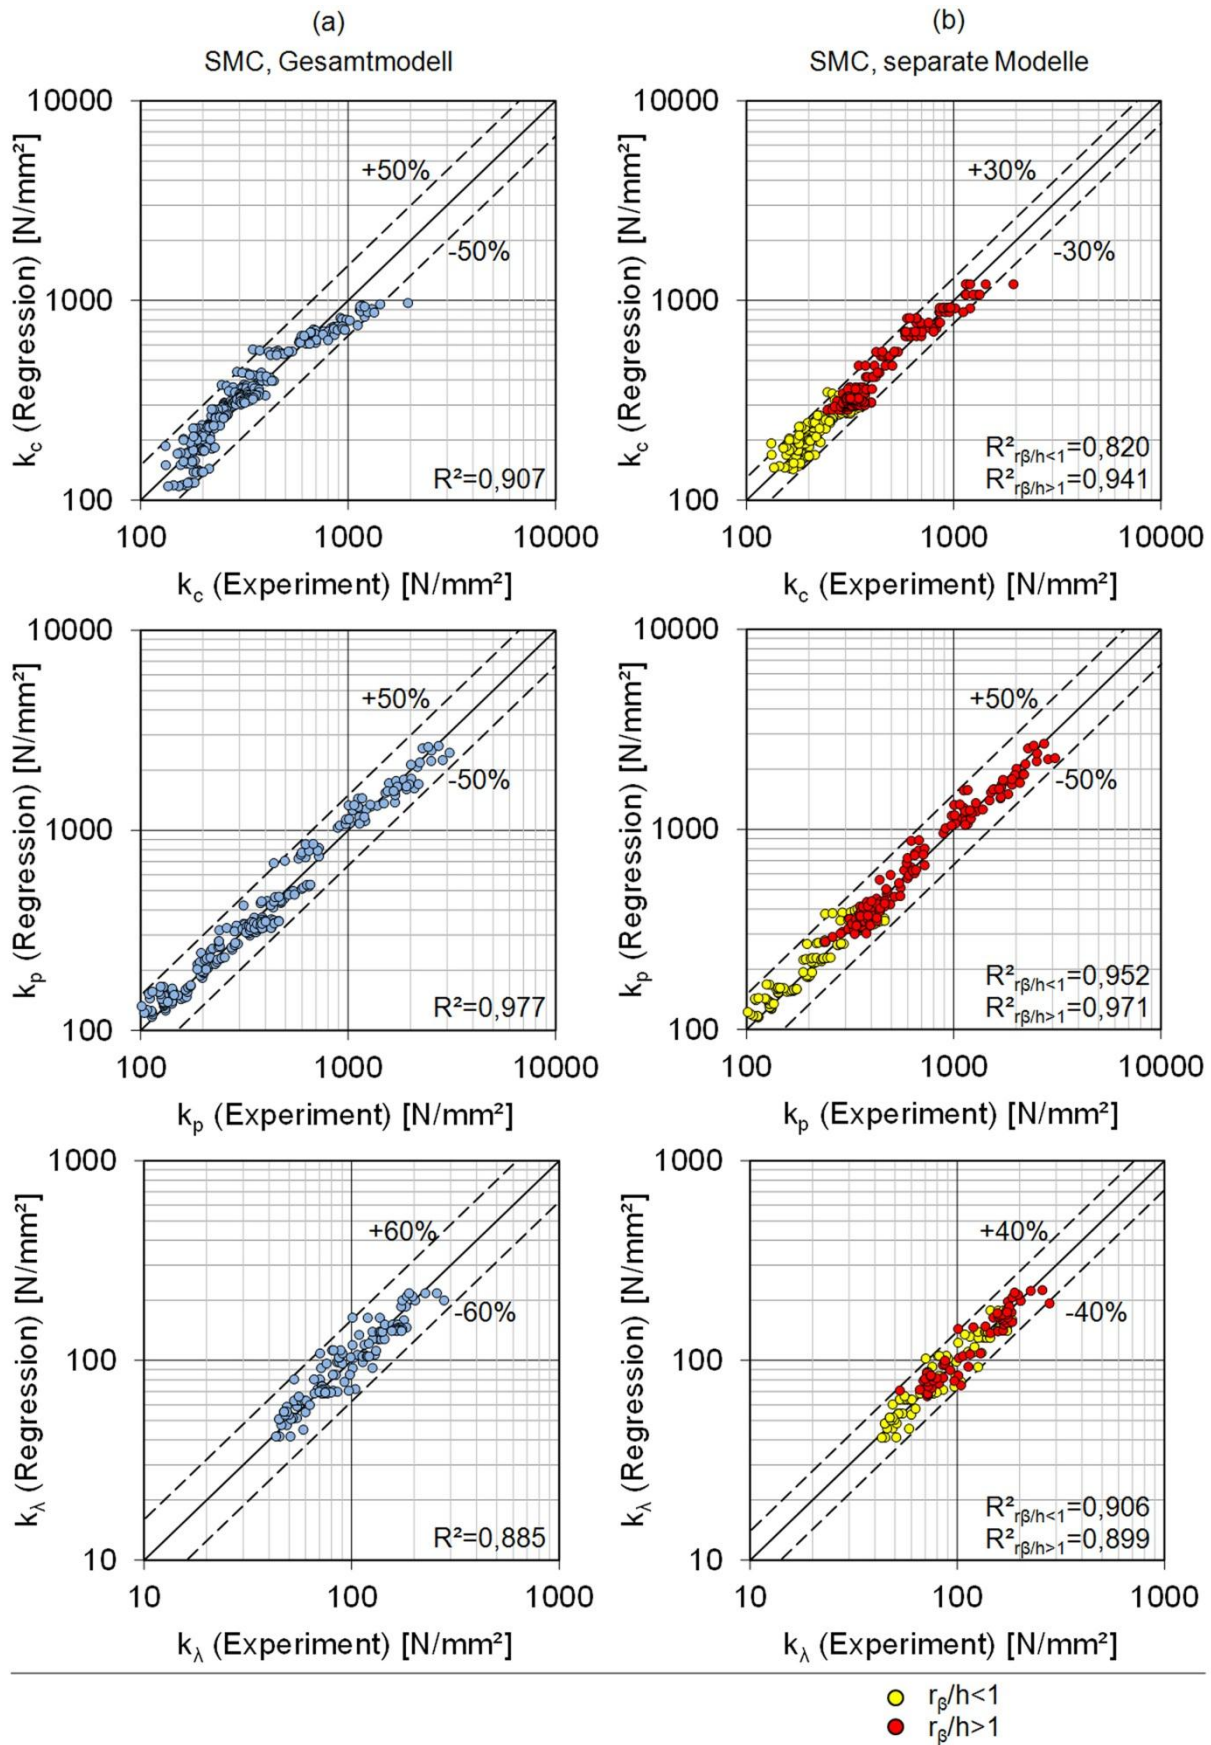 (a)
SMC, Gesamtmodell
(b)
SMC, separate Modelle
10000
1000
100
k_c (Regression) [N/mm²]
+50%
-50%
R²=0,907
100 1000 10000
k_c (Experiment) [N/mm²]
10000
1000
100
k_c (Regression) [N/mm²]
+30%
-30%
R²_rβ/h<1=0,820
R²_rβ/h>1=0,941
100 1000 10000
k_c (Experiment) [N/mm²]
10000
1000
100
k_p (Regression) [N/mm²]
+50%
-50%
R²=0,977
100 1000 10000
k_p (Experiment) [N/mm²]
10000
1000
100
k_p (Regression) [N/mm²]
+50%
-50%
R²_rβ/h<1=0,952
R²_rβ/h>1=0,971
100 1000 10000
k_p (Experiment) [N/mm²]
1000
100
10
k_λ (Regression) [N/mm²]
+60%
-60%
R²=0,885
10 100 1000
k_λ (Experiment) [N/mm²]
1000
100
10
k_λ (Regression) [N/mm²]
+40%
-40%
R²_rβ/h<1=0,906
R²_rβ/h>1=0,899
10 100 1000
k_λ (Experiment) [N/mm²]
r_β/h<1
r_β/h>1